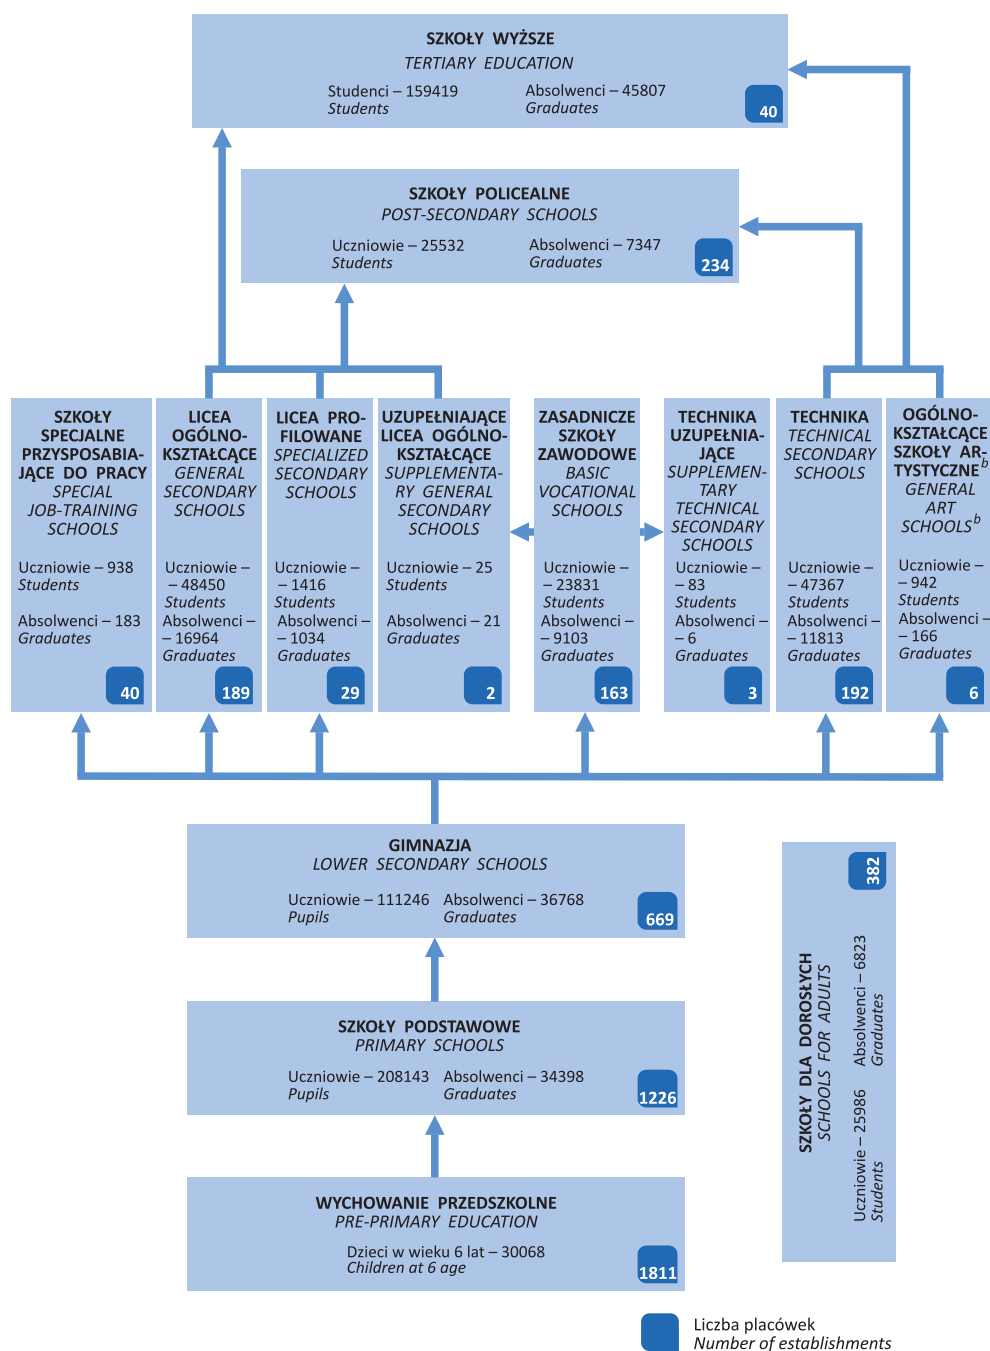 SZKOŁY WYŻSZE
TERTIARY EDUCATION
Studenci – 159419
Students
Absolwenci – 45807
Graduates
40
SZKOŁY POLICEALNE
POST-SECONDARY SCHOOLS
Uczniowie – 25532
Students
Absolwenci – 7347
Graduates
234
SZKOŁY
SPECJALNE
PRZYSPOSABIA-
JĄCE DO PRACY
SPECIAL
JOB-TRAINING
SCHOOLS
Uczniowie – 938
Students
Absolwenci – 183
Graduates
40
LICEA
OGÓLNO-
KSZTAŁCĄCE
GENERAL
SECONDARY
SCHOOLS
Uczniowie –
– 48450
Students
Absolwenci –
– 16964
Graduates
189
LICEA PRO-
FILOWANE
SPECIALIZED
SECONDARY
SCHOOLS
Uczniowie –
– 1416
Students
Absolwenci –
– 1034
Graduates
29
UZUPEŁNIAJĄCE
LICEA OGÓLNO-
KSZTAŁCĄCE
SUPPLEMENTA-
RY GENERAL
SECONDARY
SCHOOLS
Uczniowie – 25
Students
Absolwenci – 21
Graduates
2
ZASADNICZE
SZKOŁY
ZAWODOWE
BASIC
VOCATIONAL
SCHOOLS
Uczniowie –
– 23831
Students
Absolwenci –
– 9103
Graduates
163
TECHNIKA
UZUPEŁNIA-
JĄCE
SUPPLEMEN-
TARY
TECHNICAL
SECONDARY
SCHOOLS
Uczniowie –
– 83
Students
Absolwenci –
– 6
Graduates
3
TECHNIKA
TECHNICAL
SECONDARY
SCHOOLS
Uczniowie –
– 47367
Students
Absolwenci –
– 11813
Graduates
192
OGÓLNO-
KSZTAŁCĄCE
SZKOŁY AR-
TYSTYCZNE b
GENERAL
ART
SCHOOLS b
Uczniowie –
– 942
Students
Absolwenci –
– 166
Graduates
6
GIMNAZJA
LOWER SECONDARY SCHOOLS
Uczniowie – 111246
Pupils
Absolwenci – 36768
Graduates
669
SZKOŁY PODSTAWOWE
PRIMARY SCHOOLS
Uczniowie – 208143
Pupils
Absolwenci – 34398
Graduates
1226
WYCHOWANIE PRZEDSZKOLNE
PRE-PRIMARY EDUCATION
Dzieci w wieku 6 lat – 30068
Children at 6 age
1811
SZKOŁY DLA DOROSŁYCH
SCHOOLS FOR ADULTS
Uczniowie – 25986
Students
Absolwenci – 6823
Graduates
382
Liczba placówek
Number of establishments